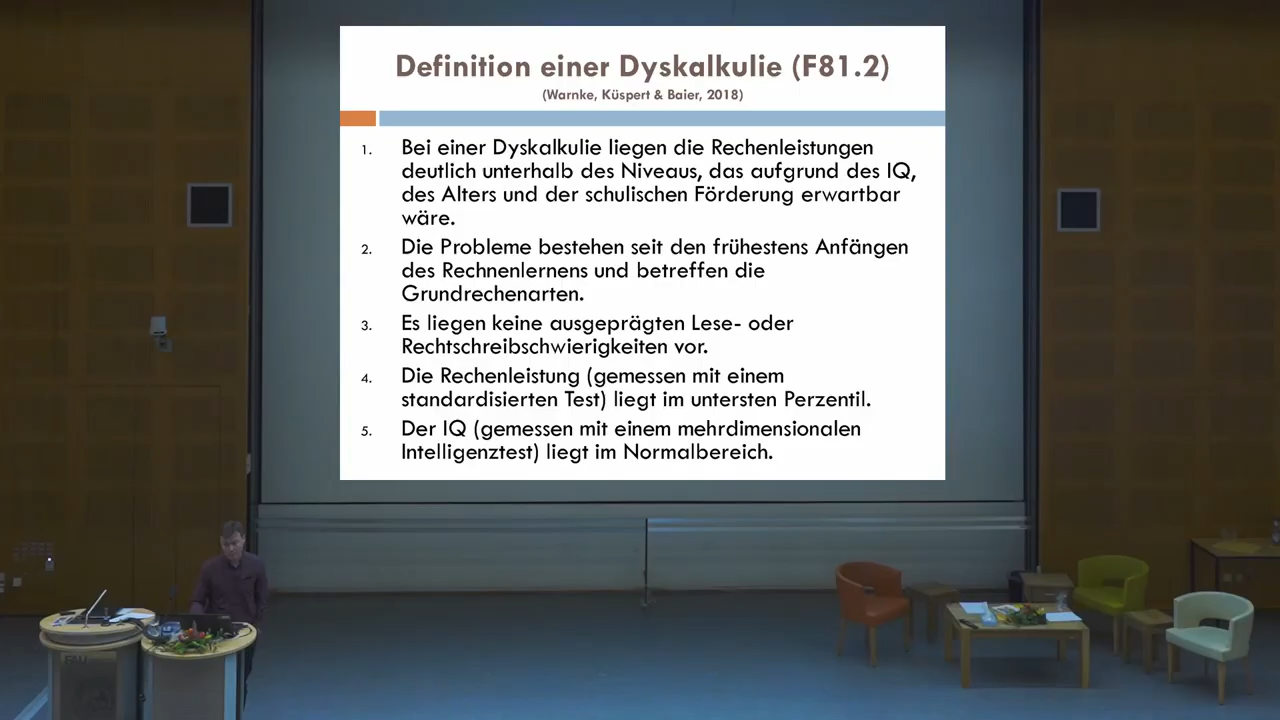 Definition einer Dyskalkulie (F81.2)
(Warnke, Küspert & Baier, 2018)
1. Bei einer Dyskalkulie liegen die Rechenleistungen
deutlich unterhalb des Niveaus, das aufgrund des IQ,
des Alters und der schulischen Förderung erwartbar
wäre.
2. Die Probleme bestehen seit den frühestens Anfängen
des Rechnenlernens und betreffen die
Grundrechenarten.
3. Es liegen keine ausgeprägten Lese- oder
Rechtschreibschwierigkeiten vor.
4. Die Rechenleistung (gemessen mit einem
standardisierten Test) liegt im untersten Perzentil.
5. Der IQ (gemessen mit einem mehrdimensionalen
Intelligenztest) liegt im Normalbereich.
FAU